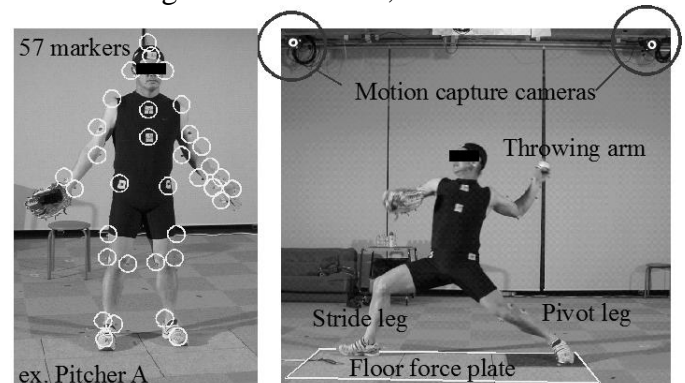 57 markers
ex. Pitcher A
Motion capture cameras
Throwing arm
Stride leg
Pivot leg
Floor force plate